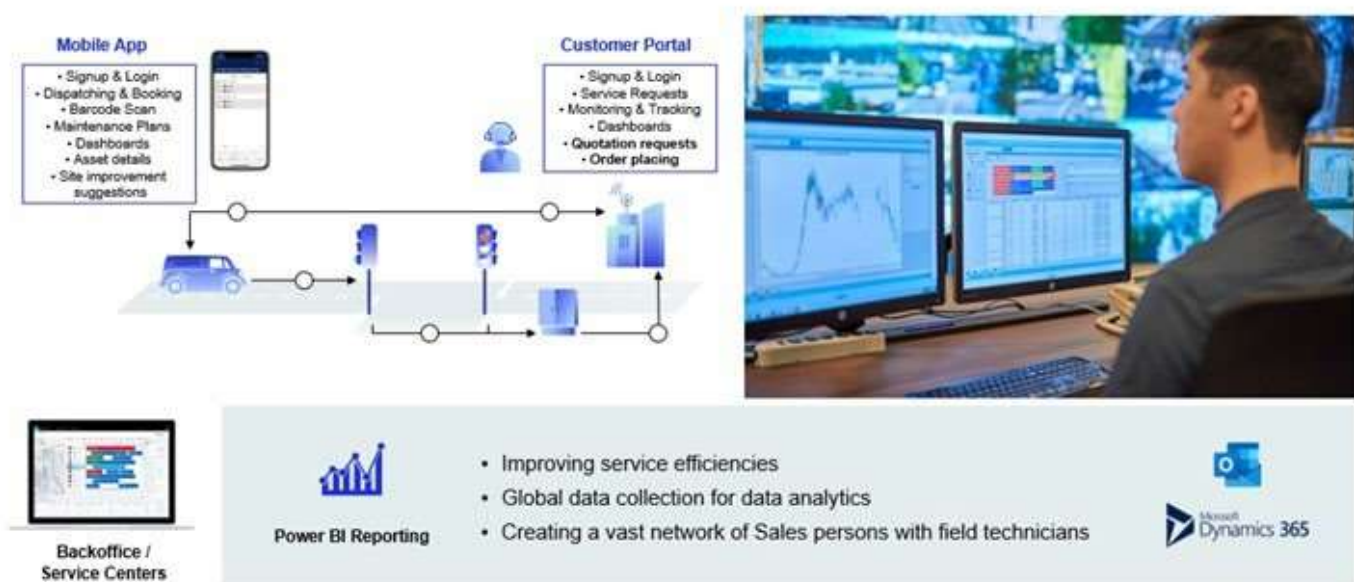 Mobile App
• Signup & Login
• Dispatching & Booking
• Barcode Scan
• Maintenance Plans
• Dashboards
• Asset details
• Site improvement
suggestions
Customer Portal
• Signup & Login
• Service Requests
• Monitoring & Tracking
• Dashboards
• Quotation requests
• Order placing
Backoffice /
Service Centers
Power BI Reporting
• Improving service efficiencies
• Global data collection for data analytics
• Creating a vast network of Sales persons with field technicians
Microsoft
Dynamics 365